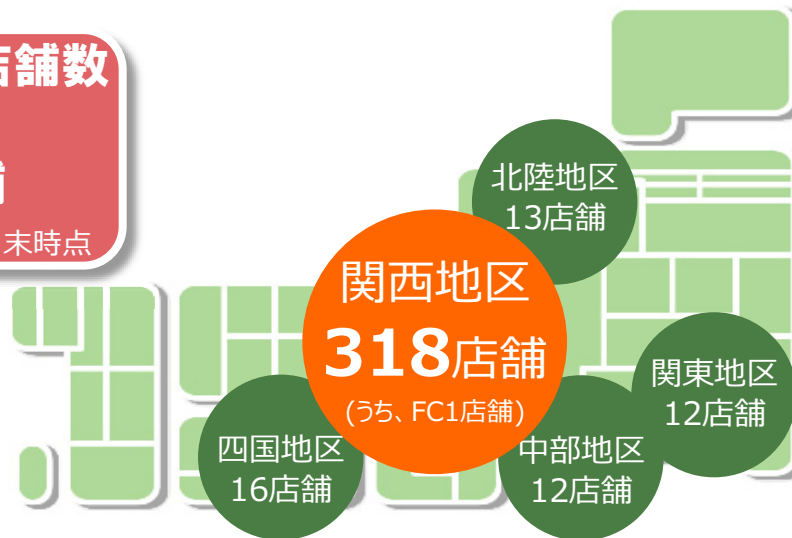 店舗数
末時点
北陸地区
13店舗
関西地区
318店舗
(うち、FC1店舗)
関東地区
12店舗
四国地区
16店舗
中部地区
12店舗